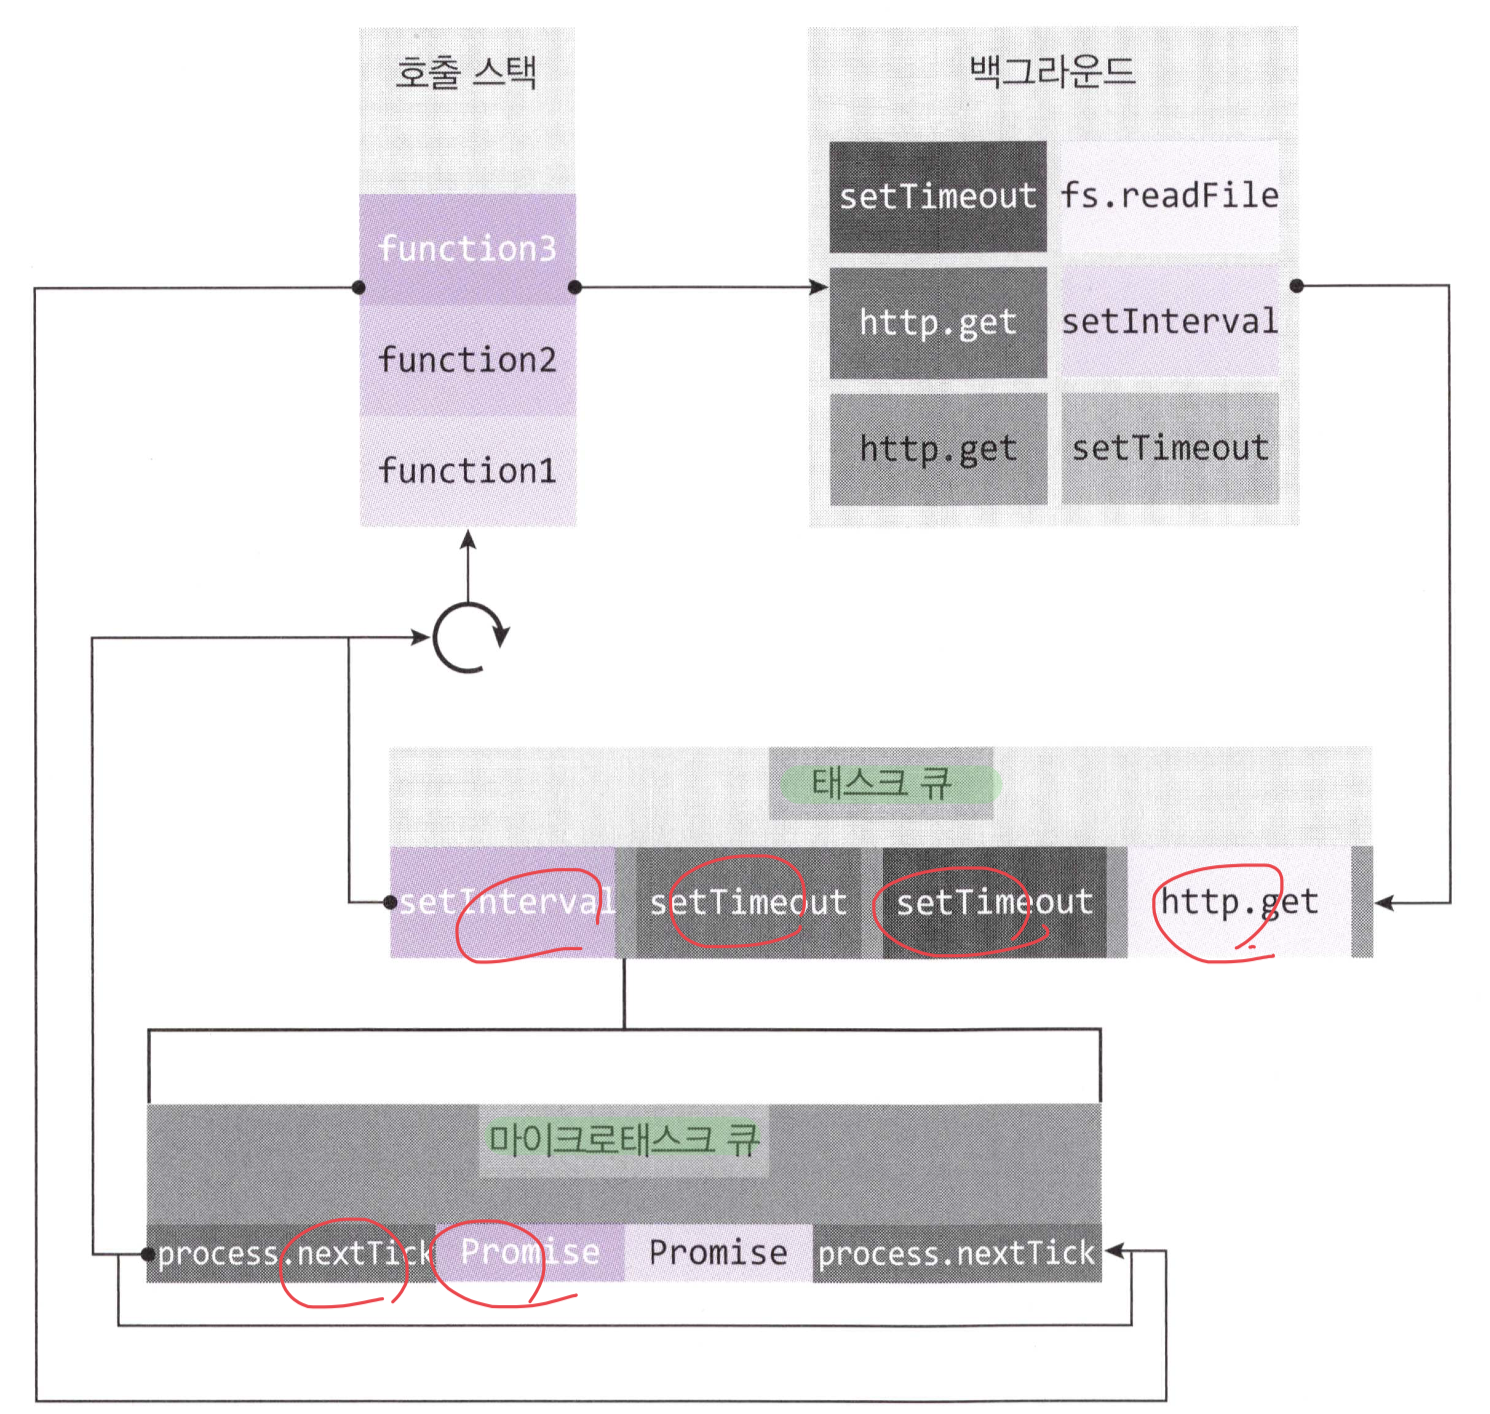 호출 스택
function3
function2
function1
백그라운드
setTimeout fs.readFile
http.get setInterval
http.get setTimeout
태스크 큐
setInterval setTimeout setTimeout http.get
마이크로태스크 큐
process.nextTick Promise Promise process.nextTick